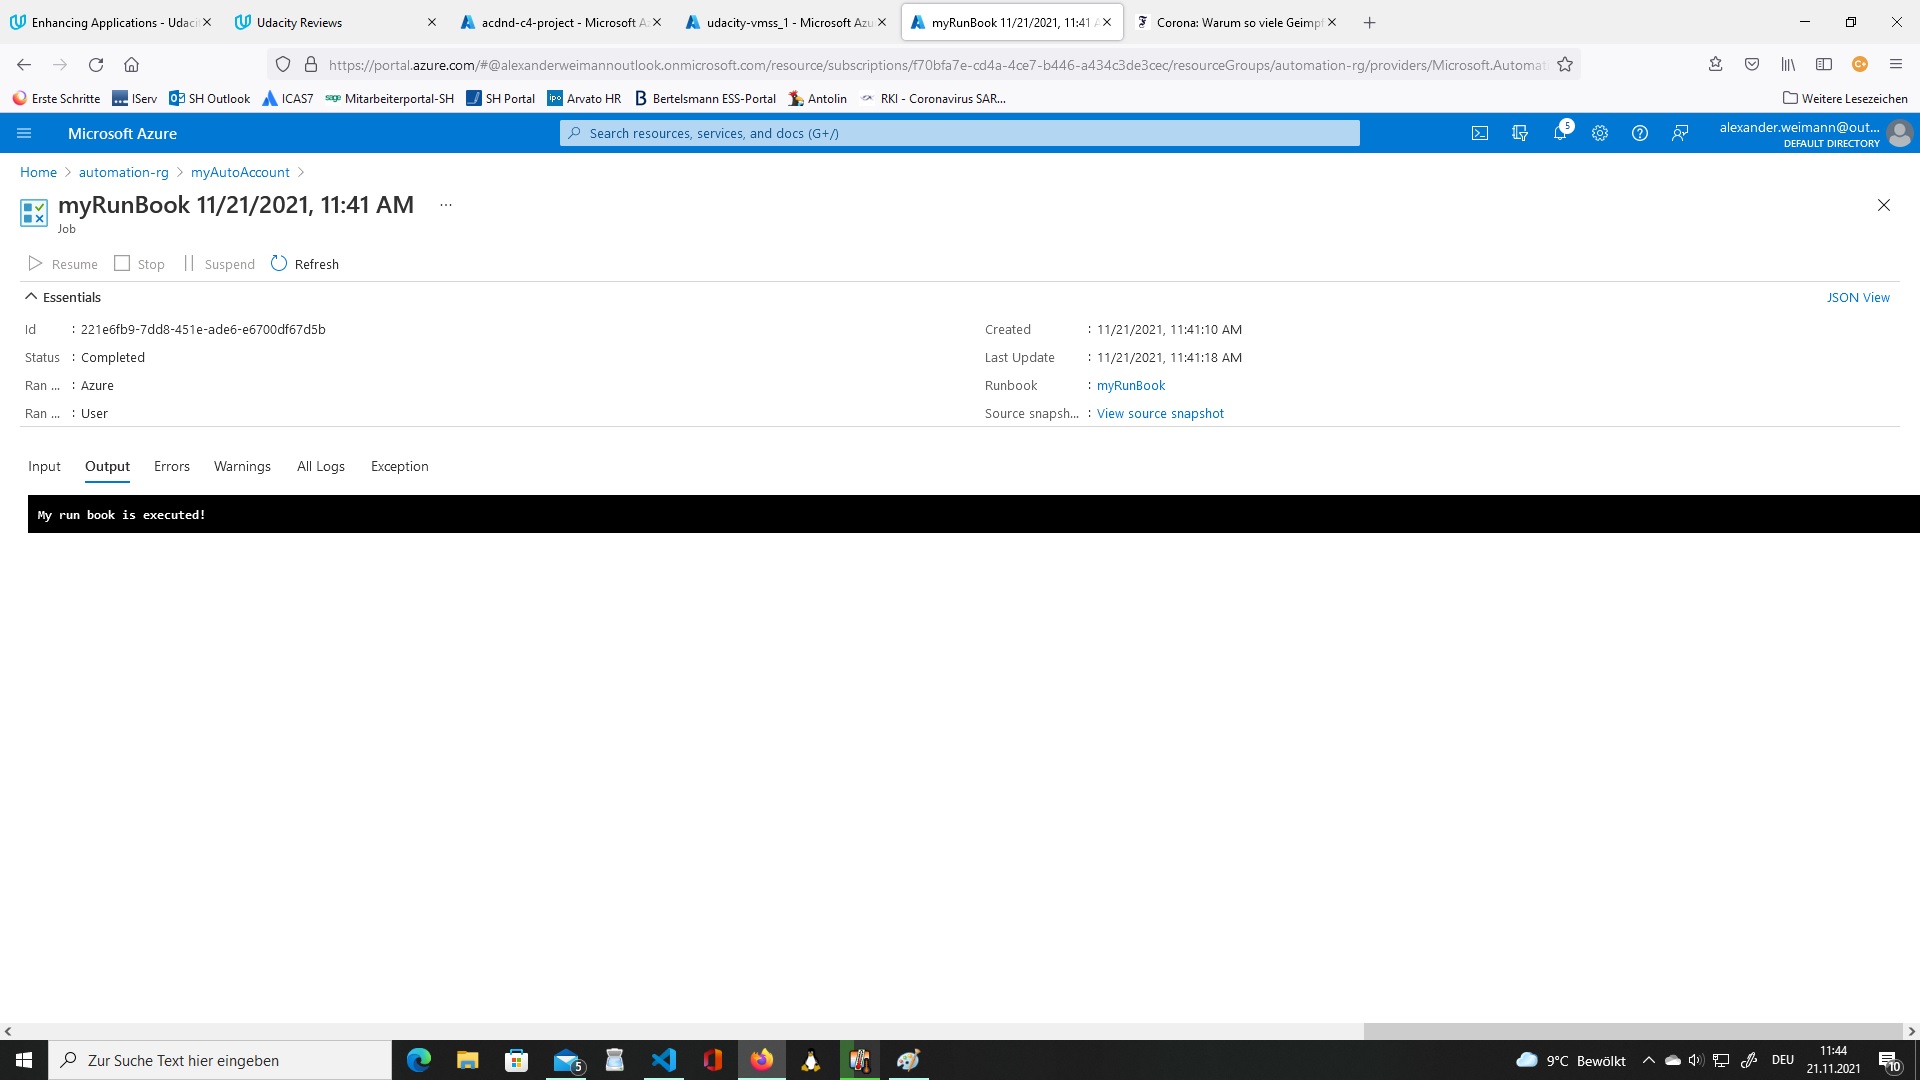 Enhancing Applications - Udaci
Udacity Reviews
acdnd-c4-project - Microsoft A
udacity-vmss_1 - Microsoft Azu
myRunBook 11/21/2021, 11:41 A
Corona: Warum so viele Geimpf
https://portal.azure.com/#@alexanderweimannoutlook.onmicrosoft.com/resource/subscriptions/f70bfa7e-cd4a-4ce7-b446-a434c3de3cec/resourceGroups/automation-rg/providers/Microsoft.Automat
Erste Schritte IServ SH Outlook ICAS7 Mitarbeiterportal-SH SH Portal Arvato HR Bertelsmann ESS-Portal Antolin RKI - Coronavirus SAR... Weitere Lesezeichen
Microsoft Azure
Search resources, services, and docs (G+/)
5
alexander.weimann@out...
DEFAULT DIRECTORY
Home > automation-rg > myAutoAccount >
myRunBook 11/21/2021, 11:41 AM ...
Job
Resume Stop Suspend Refresh
Essentials
JSON View
Id : 221e6fb9-7dd8-451e-ade6-e6700df67d5b
Status : Completed
Ran ... : Azure
Ran ... : User
Created : 11/21/2021, 11:41:10 AM
Last Update : 11/21/2021, 11:41:18 AM
Runbook : myRunBook
Source snapsh... : View source snapshot
Input Output Errors Warnings All Logs Exception
My run book is executed!
Zur Suche Text hier eingeben
5
9°C Bewölkt
DEU
11:44
21.11.2021
10